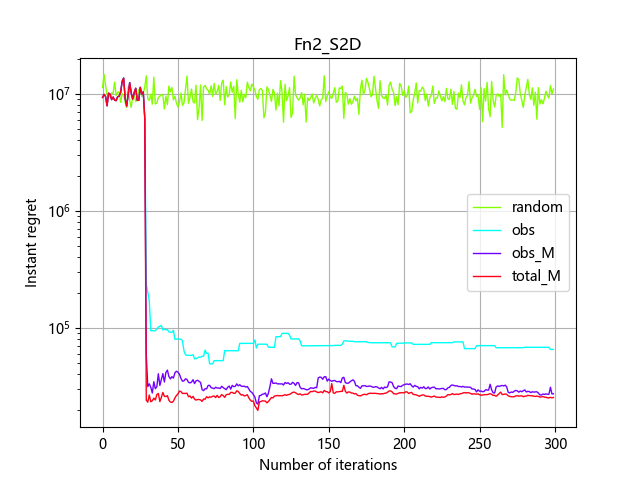 Fn2_S2D
Instant regret
10⁷
10⁶
10⁵
random
obs
obs_M
total_M
0
50
100
150
200
250
300
Number of iterations